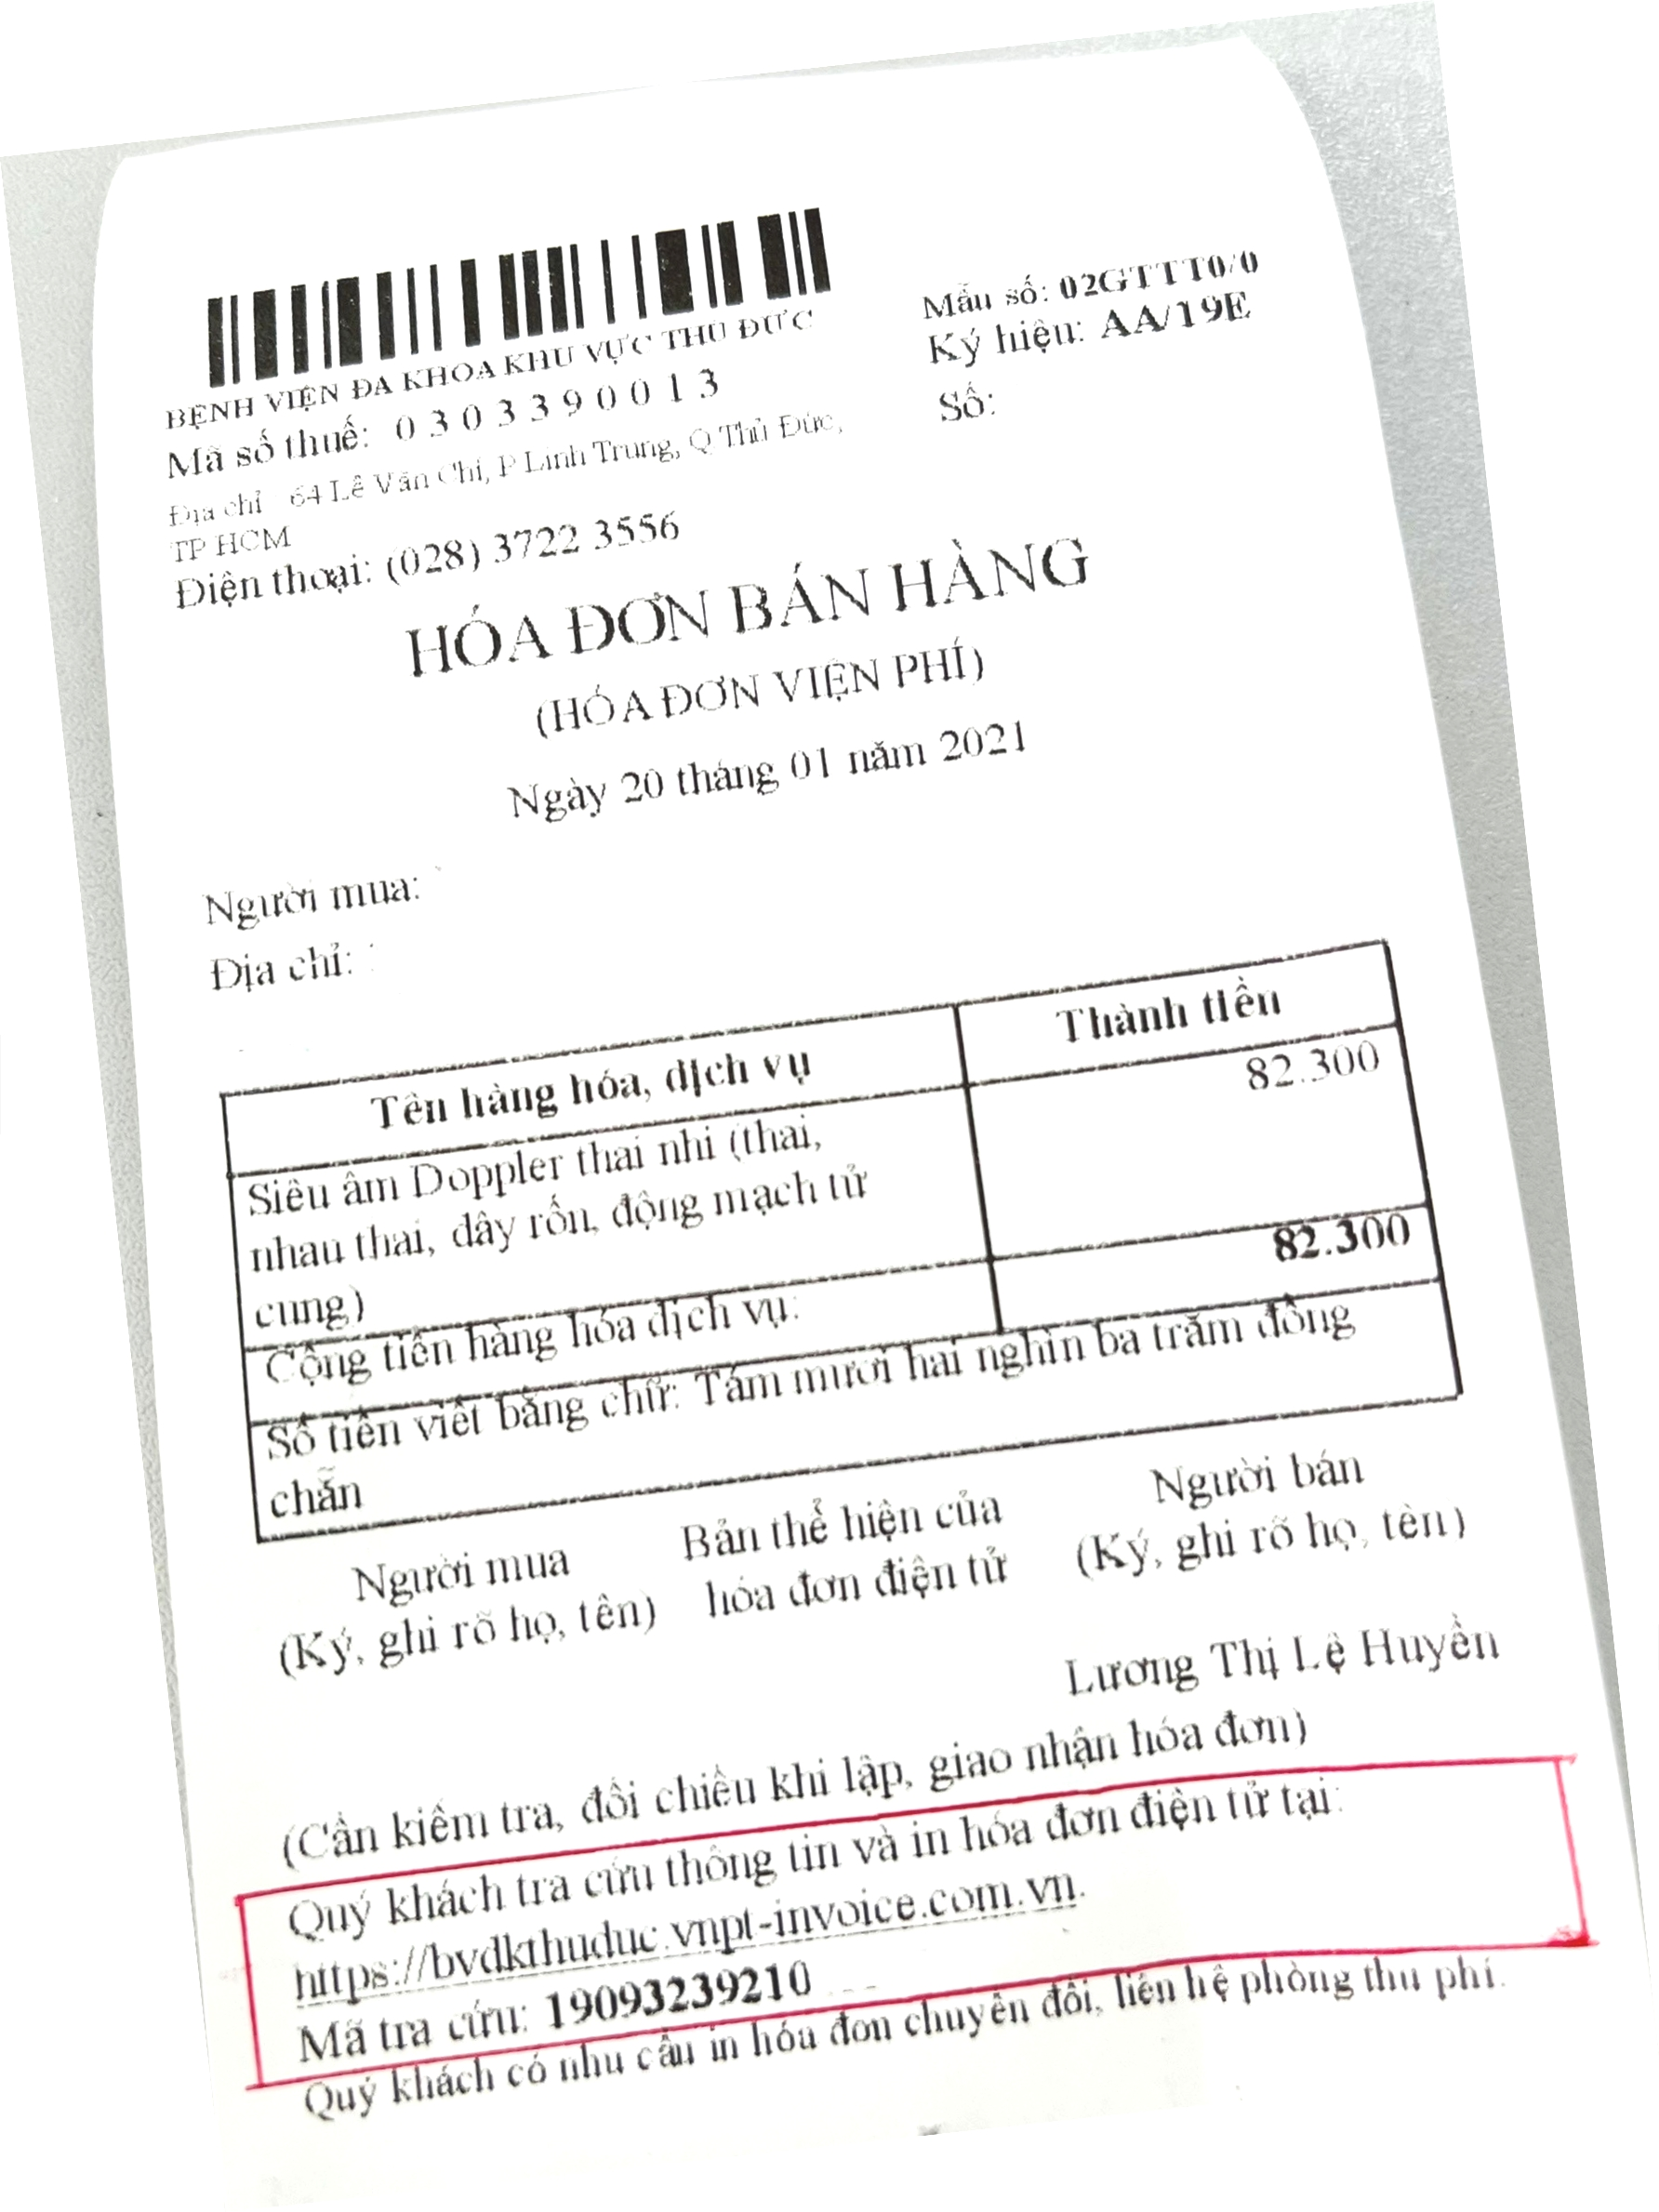 BỆNH VIỆN ĐA KHOA KHU VỰC THỦ ĐỨC
Mã số thuế: 0 3 0 3 3 9 0 0 1 3
Địa chỉ 64 Lê Văn Chí, P Linh Trung, Q Thủ Đức,
TP HCM
Điện thoại: (028) 3722 3556
Mẫu số: 02GTTT0/0
Ký hiệu: AA/19E
Số:
HÓA ĐƠN BÁN HÀNG
(HÓA ĐƠN VIỆN PHÍ)
Ngày 20 tháng 01 năm 2021
Người mua:
Địa chỉ:
Tên hàng hóa, dịch vụ Thành tiền
Siêu âm Doppler thai nhi (thai, 82.300
nhau thai, dây rốn, động mạch tử
cung)
Cộng tiền hàng hóa dịch vụ: 82.300
Số tiền viết bằng chữ: Tám mươi hai nghìn ba trăm đồng
chẵn
Người mua
(Ký, ghi rõ họ, tên)
Bản thể hiện của
hóa đơn điện tử
Người bán
(Ký, ghi rõ họ, tên)
Lương Thị Lệ Huyền
(Cần kiểm tra, đối chiếu khi lập, giao nhận hóa đơn)
Quý khách tra cứu thông tin và in hóa đơn điện tử tại:
https://bvdkthuduc.vnpt-invoice.com.vn.
Mã tra cứu: 19093239210
Quý khách có nhu cầu in hóa đơn chuyển đổi, liên hệ phòng thu phí.